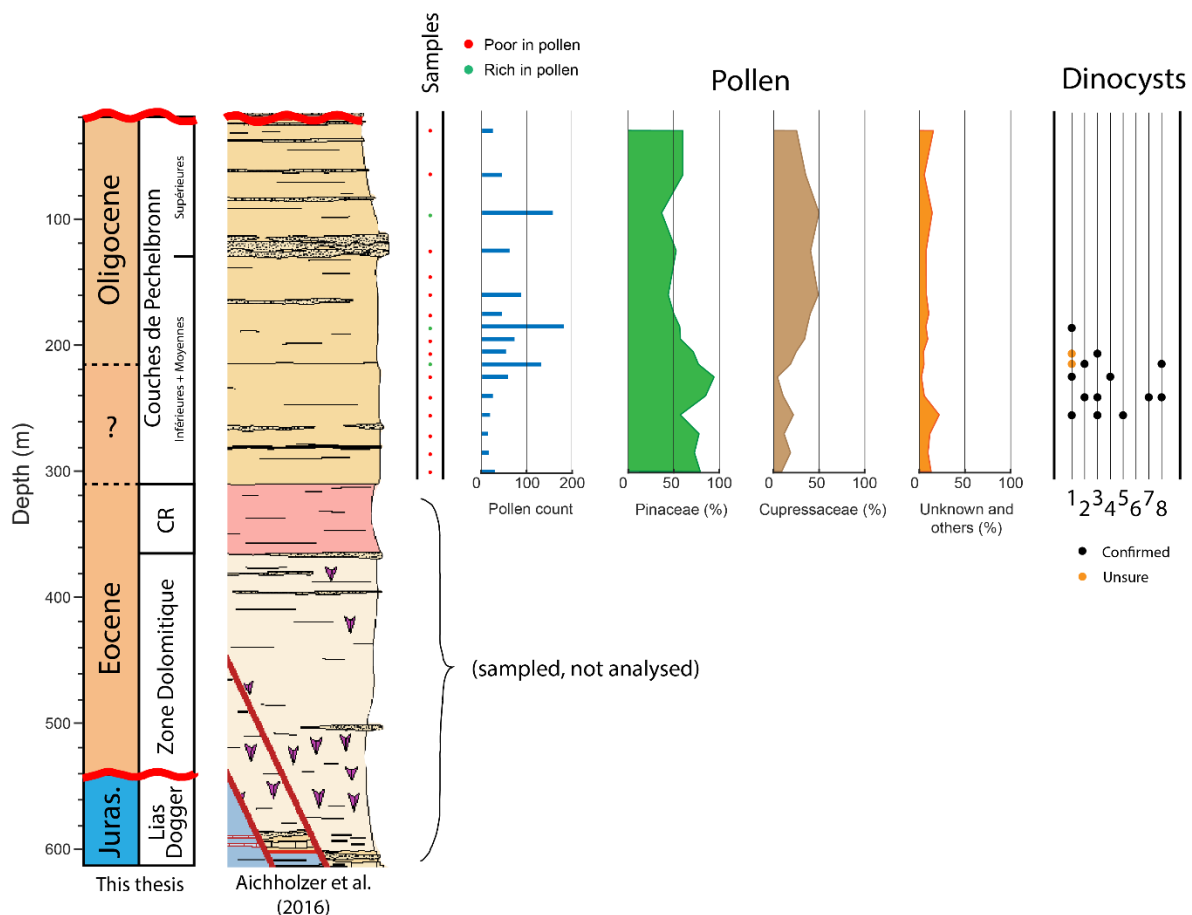 Samples
Poor in pollen
Rich in pollen
Pollen
Dinocysts
Depth (m)
100
200
300
400
500
600
Oligocene
?
Eocene
Juras.
Couches de Pechelbronn
Supérieures
Inférieures + Moyennes
CR
Zone Dolomitique
Lias
Dogger
This thesis
Aichholzer et al.
(2016)
0 100 200
Pollen count
0 50 100
Pinaceae (%)
0 50 100
Cupressaceae (%)
0 50 100
Unknown and
others (%)
1 2 3 4 5 6 7 8
Confirmed
Unsure
(sampled, not analysed)